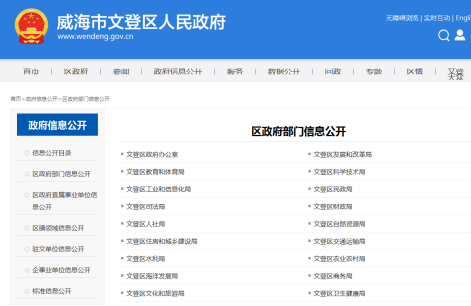 威海市文登区人民政府
www.wendeng.gov.cn
无障碍浏览 | 实时互动 | Engli
首页 | 区政府 | 要闻 | 政府信息公开 | 服务 | 数据公开 | 问政 | 专题 | 区情 |
首页>政府信息公开>区政府部门信息公开
政府信息公开
信息公开目录
区政府部门信息公开
区政府直属事业单位信
息公开
区镇领域信息公开
驻文单位信息公开
企事业单位信息公开
标准信息公开
区政府部门信息公开
文登区政府办公室
文登区发展和改革局
文登区教育和体育局
文登区科学技术局
文登区工业和信息化局
文登区民政局
文登区司法局
文登区财政局
文登区人社局
文登区自然资源局
文登区住房和城乡建设局
文登区交通运输局
文登区水利局
文登区农业农村局
文登区海洋发展局
文登区商务局
文登区文化和旅游局
文登区卫生健康局